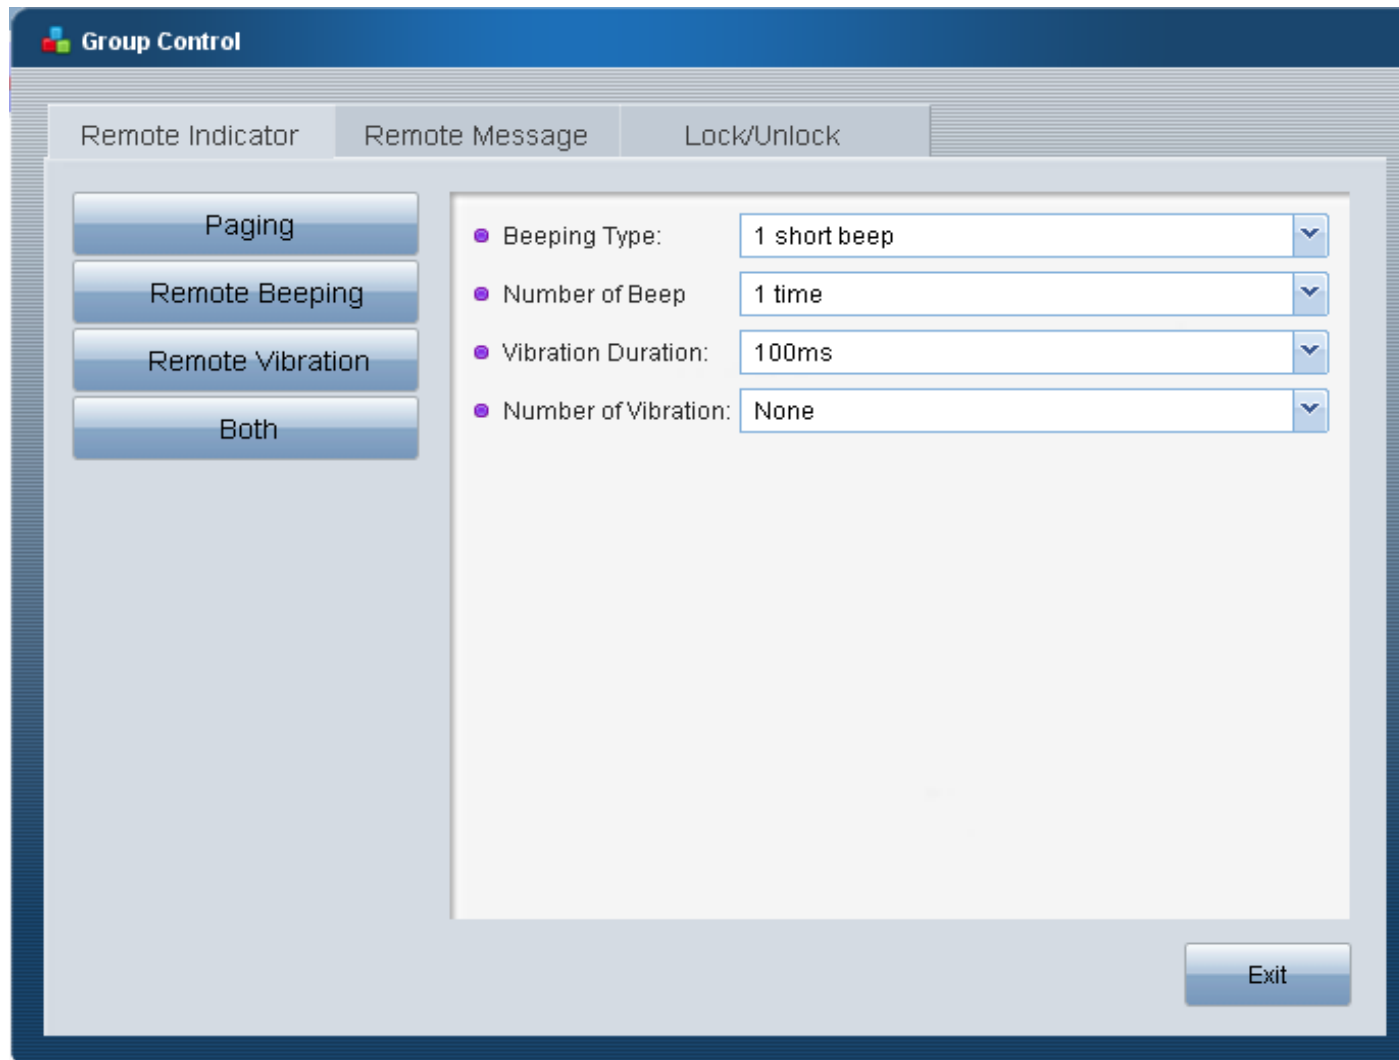 Group Control
Remote Indicator Remote Message Lock/Unlock
Paging
Remote Beeping
Remote Vibration
Both
Beeping Type: 1 short beep
Number of Beep 1 time
Vibration Duration: 100ms
Number of Vibration: None
Exit